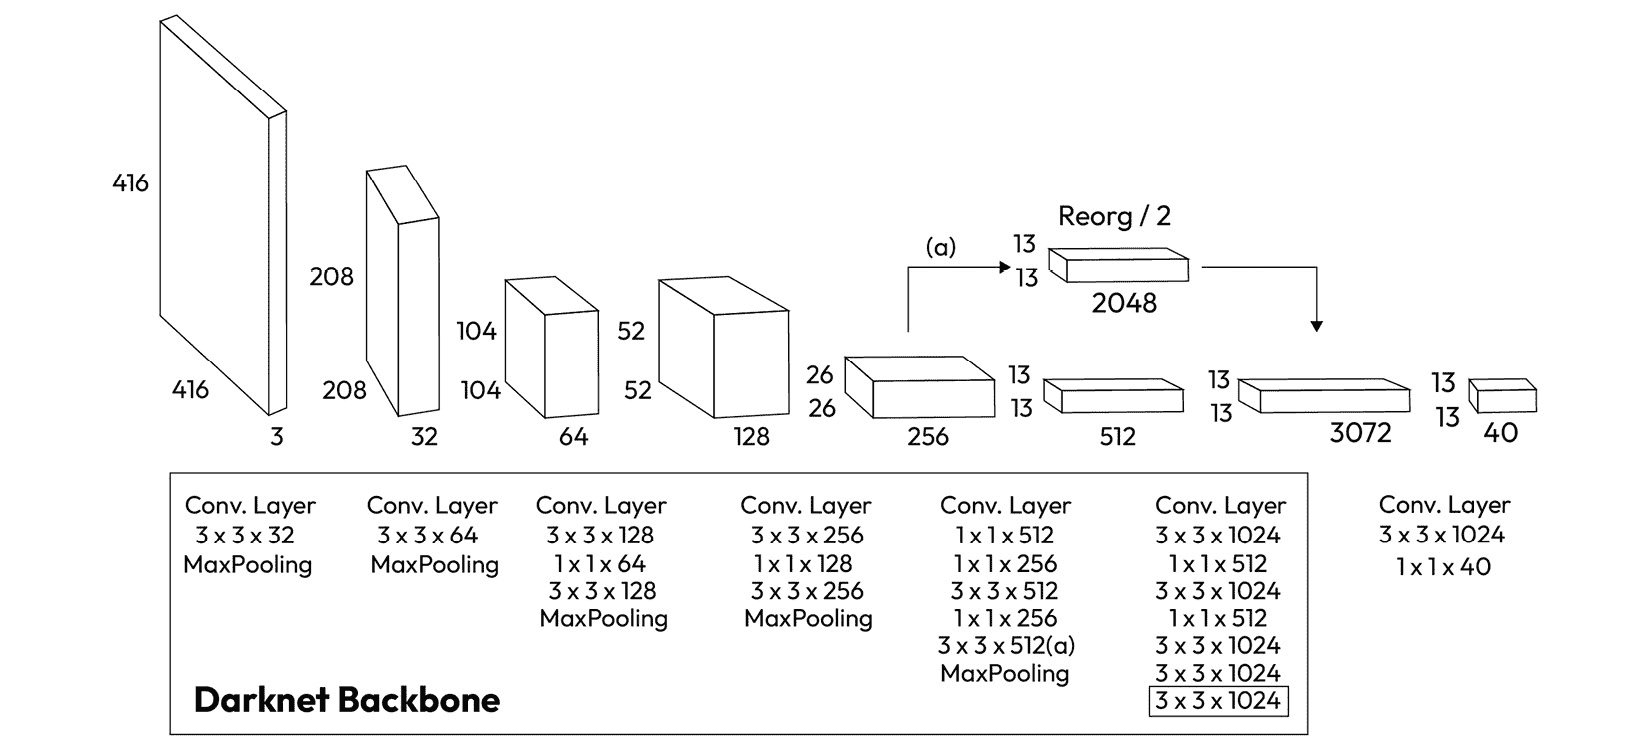 416
416
3
208
208
32
104
104
64
52
52
128
26
26
256
(a)
Reorg / 2
13
13
2048
13
13
512
13
13
3072
13
13
40
Conv. Layer
3 x 3 x 32
MaxPooling
Conv. Layer
3 x 3 x 64
MaxPooling
Conv. Layer
3 x 3 x 128
1 x 1 x 64
3 x 3 x 128
MaxPooling
Conv. Layer
3 x 3 x 256
1 x 1 x 128
3 x 3 x 256
MaxPooling
Conv. Layer
1 x 1 x 512
1 x 1 x 256
3 x 3 x 512
1 x 1 x 256
3 x 3 x 512(a)
MaxPooling
Conv. Layer
3 x 3 x 1024
1 x 1 x 512
3 x 3 x 1024
1 x 1 x 512
3 x 3 x 1024
3 x 3 x 1024
3 x 3 x 1024
Conv. Layer
3 x 3 x 1024
1 x 1 x 40
Darknet Backbone